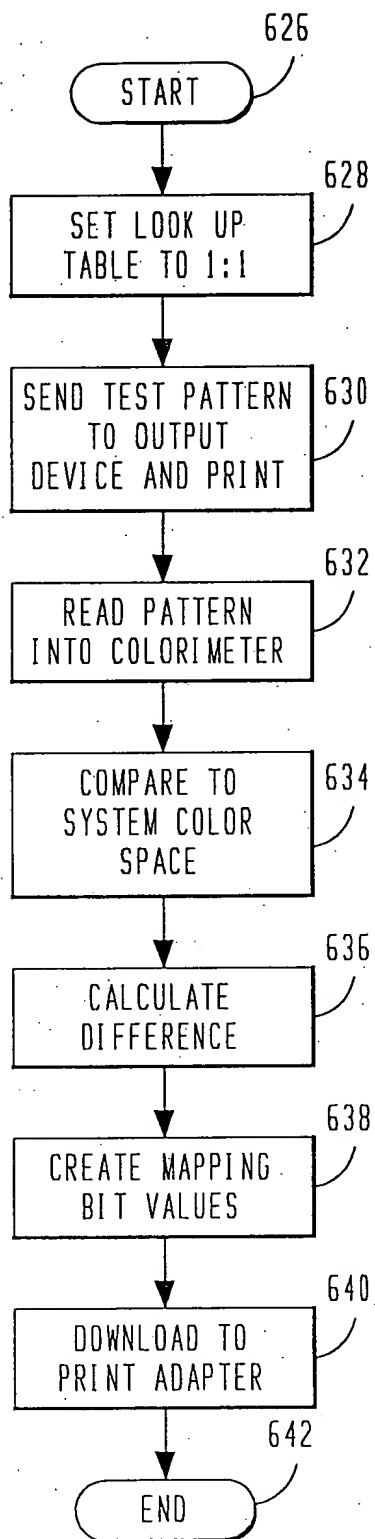 626
START
628
SET LOOK UP
TABLE TO 1:1
630
SEND TEST PATTERN
TO OUTPUT
DEVICE AND PRINT
632
READ PATTERN
INTO COLORIMETER
634
COMPARE TO
SYSTEM COLOR
SPACE
636
CALCULATE
DIFFERENCE
638
CREATE MAPPING
BIT VALUES
640
DOWNLOAD TO
PRINT ADAPTER
642
END